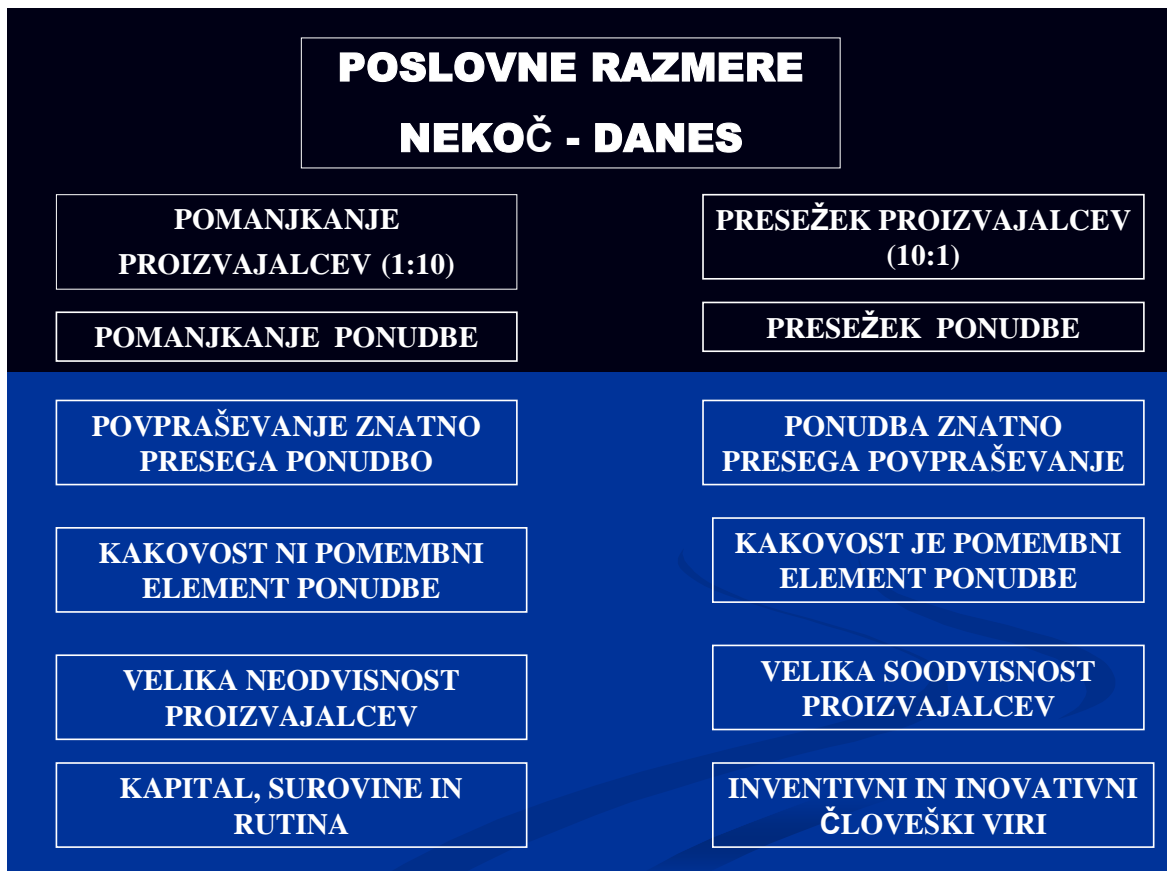 POSLOVNE RAZMERE
NEKOČ - DANES
POMANJKANJE
PROIZVAJALCEV (1:10)
PRESEŽEK PROIZVAJALCEV
(10:1)
POMANJKANJE PONUDBE
PRESEŽEK PONUDBE
POVPRAŠEVANJE ZNATNO
PRESEGA PONUDBO
PONUDBA ZNATNO
PRESEGA POVPRAŠEVANJE
KAKOVOST NI POMEMBNI
ELEMENT PONUDBE
KAKOVOST JE POMEMBNI
ELEMENT PONUDBE
VELIKA NEODVISNOST
PROIZVAJALCEV
VELIKA SOODVISNOST
PROIZVAJALCEV
KAPITAL, SUROVINE IN
RUTINA
INVENTIVNI IN INOVATIVNI
ČLOVEŠKI VIRI